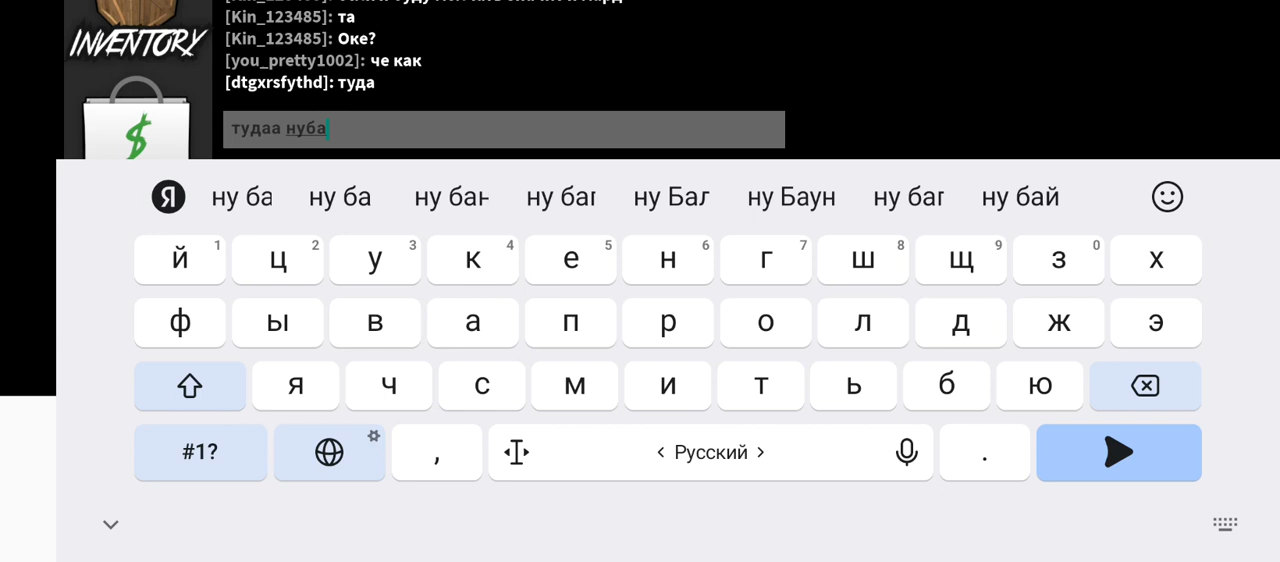 [Kin_123485]: та
INVENTORY
[Kin_123485]: Оке?
[you_pretty1002]: че как
[dtgxrsfythd]: туда
$
тудаа нуба
Я ну ба ну ба ну бан ну баг ну Бал ну Баун ну баг ну бай
й 1 ц 2 у 3 к 4 е 5 н 6 г 7 ш 8 щ 9 з 0 х
ф ы в а п р о л д ж э
я ч с м и т ь б ю
#1? , < Русский > .